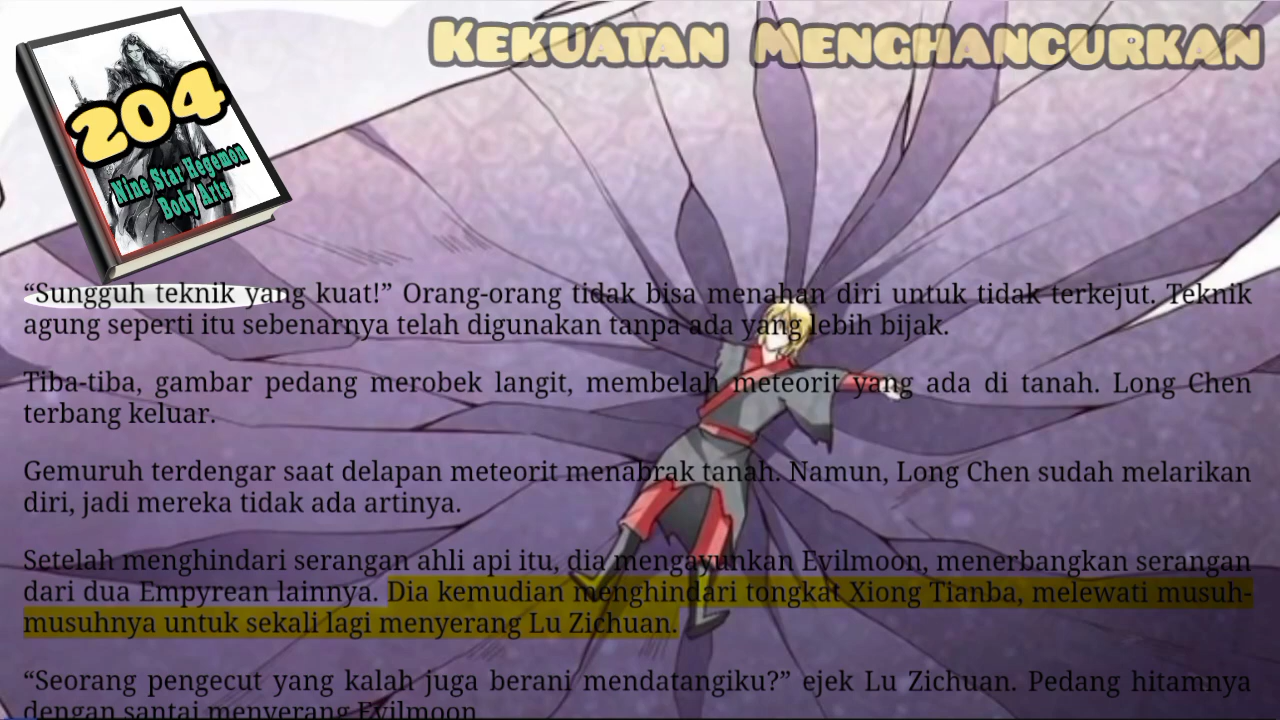 Kekuatan Menghancurkan
204
Nine Star Hegemon
Body Arts
“Sungguh teknik yang kuat!” Orang-orang tidak bisa menahan diri untuk tidak terkejut. Teknik
agung seperti itu sebenarnya telah digunakan tanpa ada yang lebih bijak.
Tiba-tiba, gambar pedang merobek langit, membelah meteorit yang ada di tanah. Long Chen
terbang keluar.
Gemuruh terdengar saat delapan meteorit menabrak tanah. Namun, Long Chen sudah melarikan
diri, jadi mereka tidak ada artinya.
Setelah menghindari serangan ahli api itu, dia mengayunkan Evilmoon, menerbangkan serangan
dari dua Empyrean lainnya. Dia kemudian menghindari tongkat Xiong Tianba, melewati musuh-
musuhnya untuk sekali lagi menyerang Lu Zichuan.
“Seorang pengecut yang kalah juga berani mendatangiku?” ejek Lu Zichuan. Pedang hitamnya
dengan santai menyerang Evilmoon.